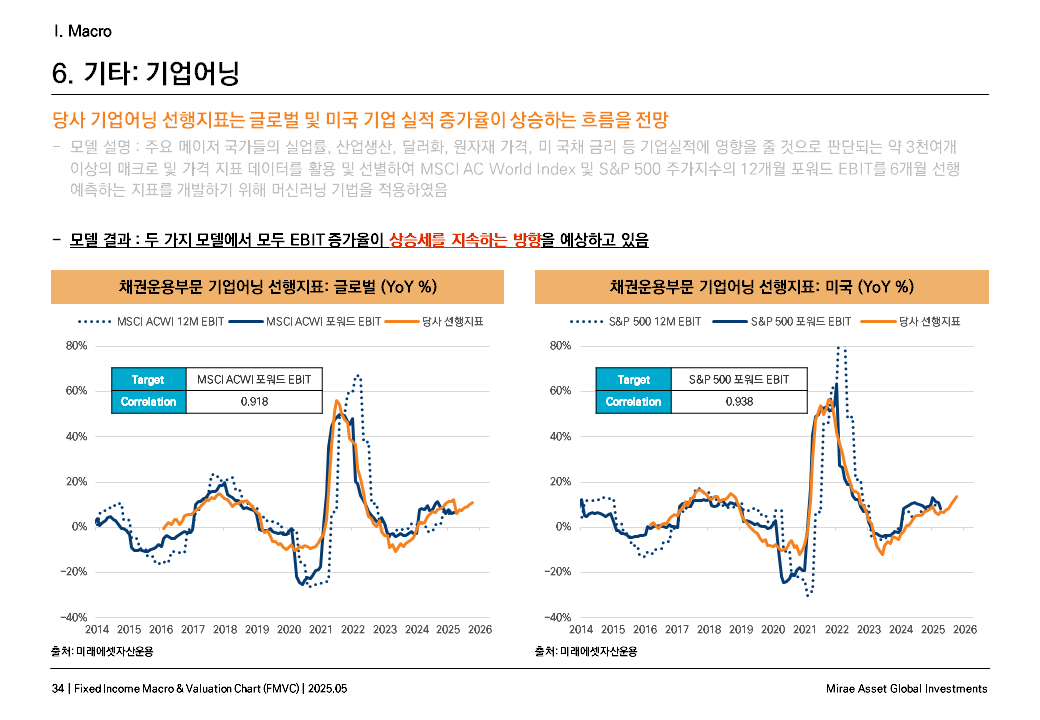 I. Macro
6. 기타: 기업어닝
당사 기업어닝 선행지표는 글로벌 및 미국 기업 실적 증가율이 상승하는 흐름을 전망
– 모델 설명 : 주요 메이저 국가들의 실업률, 산업생산, 달러화, 원자재 가격, 미 국채 금리 등 기업실적에 영향을 줄 것으로 판단되는 약 3천여개
이상의 매크로 및 가격 지표 데이터를 활용 및 선별하여 MSCI AC World Index 및 S&P 500 주가지수의 12개월 포워드 EBIT를 6개월 선행
예측하는 지표를 개발하기 위해 머신러닝 기법을 적용하였음
– 모델 결과 : 두 가지 모델에서 모두 EBIT 증가율이 상승세를 지속하는 방향을 예상하고 있음
채권운용부문 기업어닝 선행지표: 글로벌 (YoY %)
MSCI ACWI 12M EBIT MSCI ACWI 포워드 EBIT 당사 선행지표
80%
60%
40%
20%
0%
-20%
-40%
Target MSCI ACWI 포워드 EBIT
Correlation 0.918
2014 2015 2016 2017 2018 2019 2020 2021 2022 2023 2024 2025 2026
출처: 미래에셋자산운용
채권운용부문 기업어닝 선행지표: 미국 (YoY %)
S&P 500 12M EBIT S&P 500 포워드 EBIT 당사 선행지표
80%
60%
40%
20%
0%
-20%
-40%
Target S&P 500 포워드 EBIT
Correlation 0.938
2014 2015 2016 2017 2018 2019 2020 2021 2022 2023 2024 2025 2026
출처: 미래에셋자산운용
34 | Fixed Income Macro & Valuation Chart (FMVC) | 2025.05
Mirae Asset Global Investments